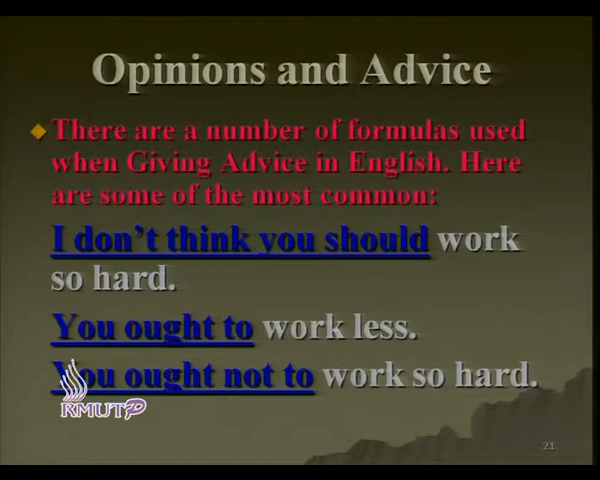 Opinions and Advice
There are a number of formulas used
when Giving Advice in English. Here
are some of the most common:
I don't think you should work
so hard.
You ought to work less.
You ought not to work so hard.
RMUTP
21